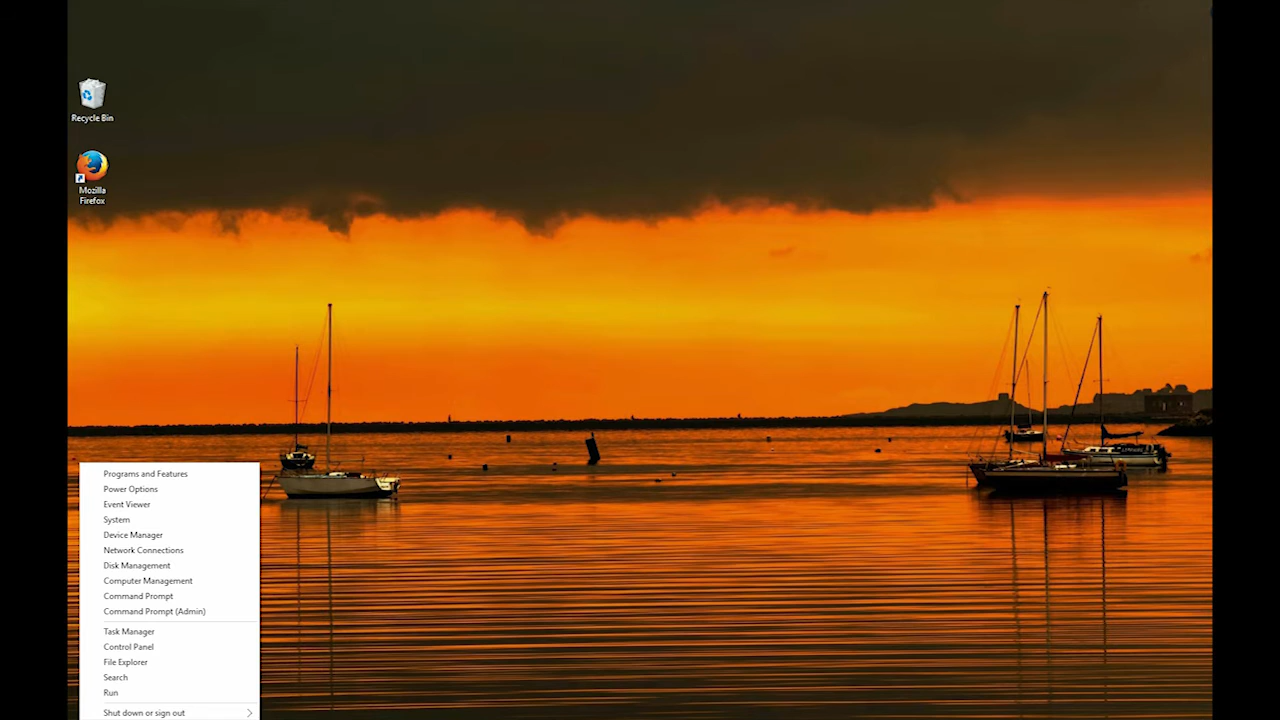 Recycle Bin
Mozilla
Firefox
Programs and Features
Power Options
Event Viewer
System
Device Manager
Network Connections
Disk Management
Computer Management
Command Prompt
Command Prompt (Admin)
Task Manager
Control Panel
File Explorer
Search
Run
Shut down or sign out